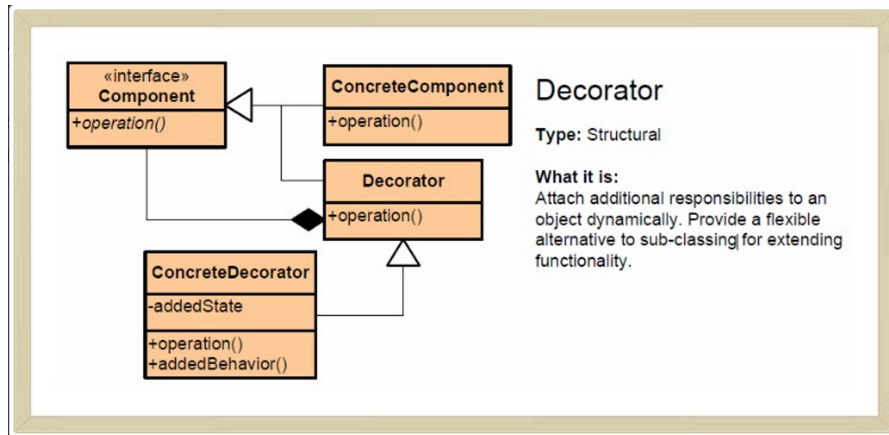 «interface»
Component
+operation()
ConcreteComponent
+operation()
Decorator
+operation()
ConcreteDecorator
-addedState
+operation()
+addedBehavior()
Decorator
Type: Structural
What it is:
Attach additional responsibilities to an
object dynamically. Provide a flexible
alternative to sub-classing for extending
functionality.